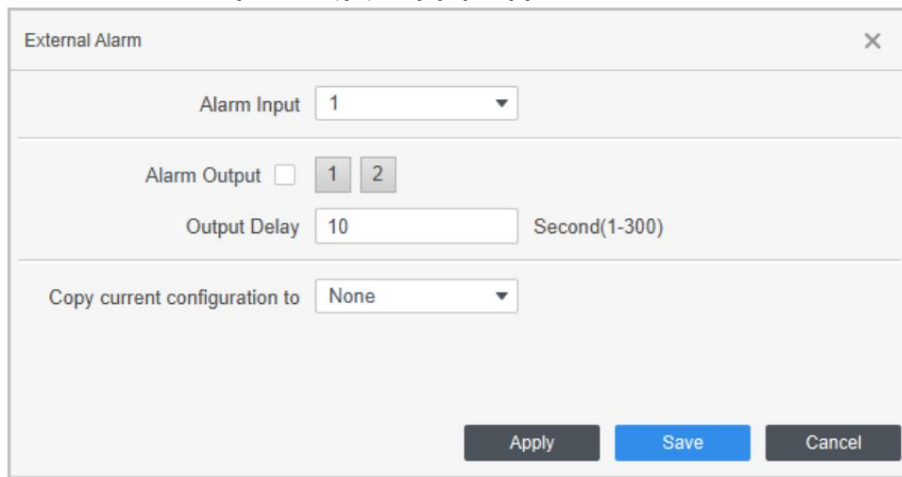 External Alarm
Alarm Input 1
Alarm Output 1 2
Output Delay 10 Second(1-300)
Copy current configuration to None
Apply Save Cancel